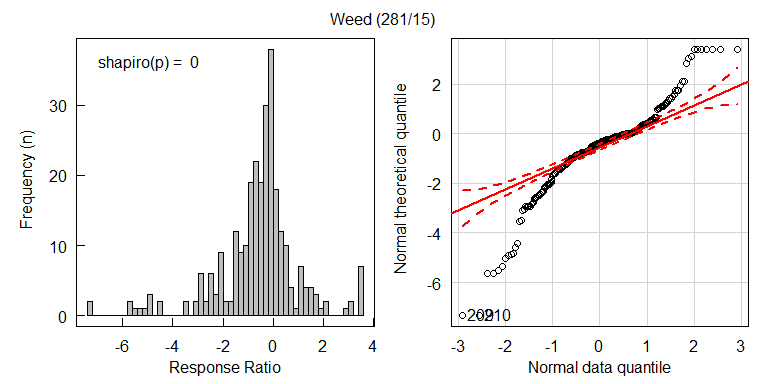 Weed (281/15)
shapiro(p) = 0
Frequency (n)
30
20
10
0
-6 -4 -2 0 2 4
Response Ratio
Normal theoretical quantile
2
0
-2
-4
-6
-3 -2 -1 0 1 2 3
Normal data quantile